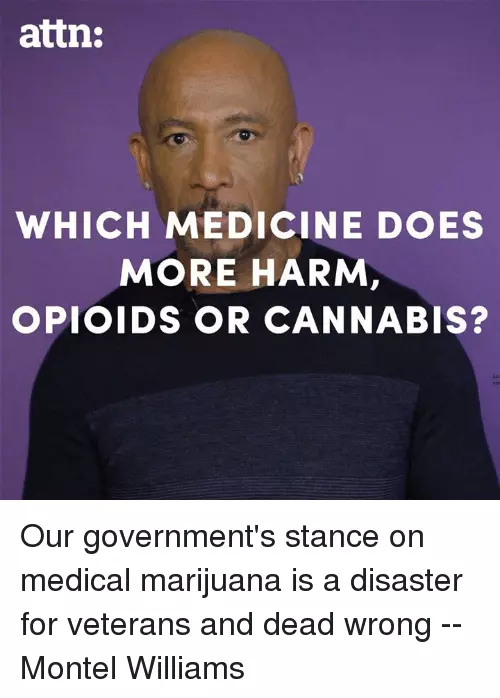 attn:
WHICH MEDICINE DOES
MORE HARM,
OPIOIDS OR CANNABIS?
Our government's stance on
medical marijuana is a disaster
for veterans and dead wrong --
Montel Williams